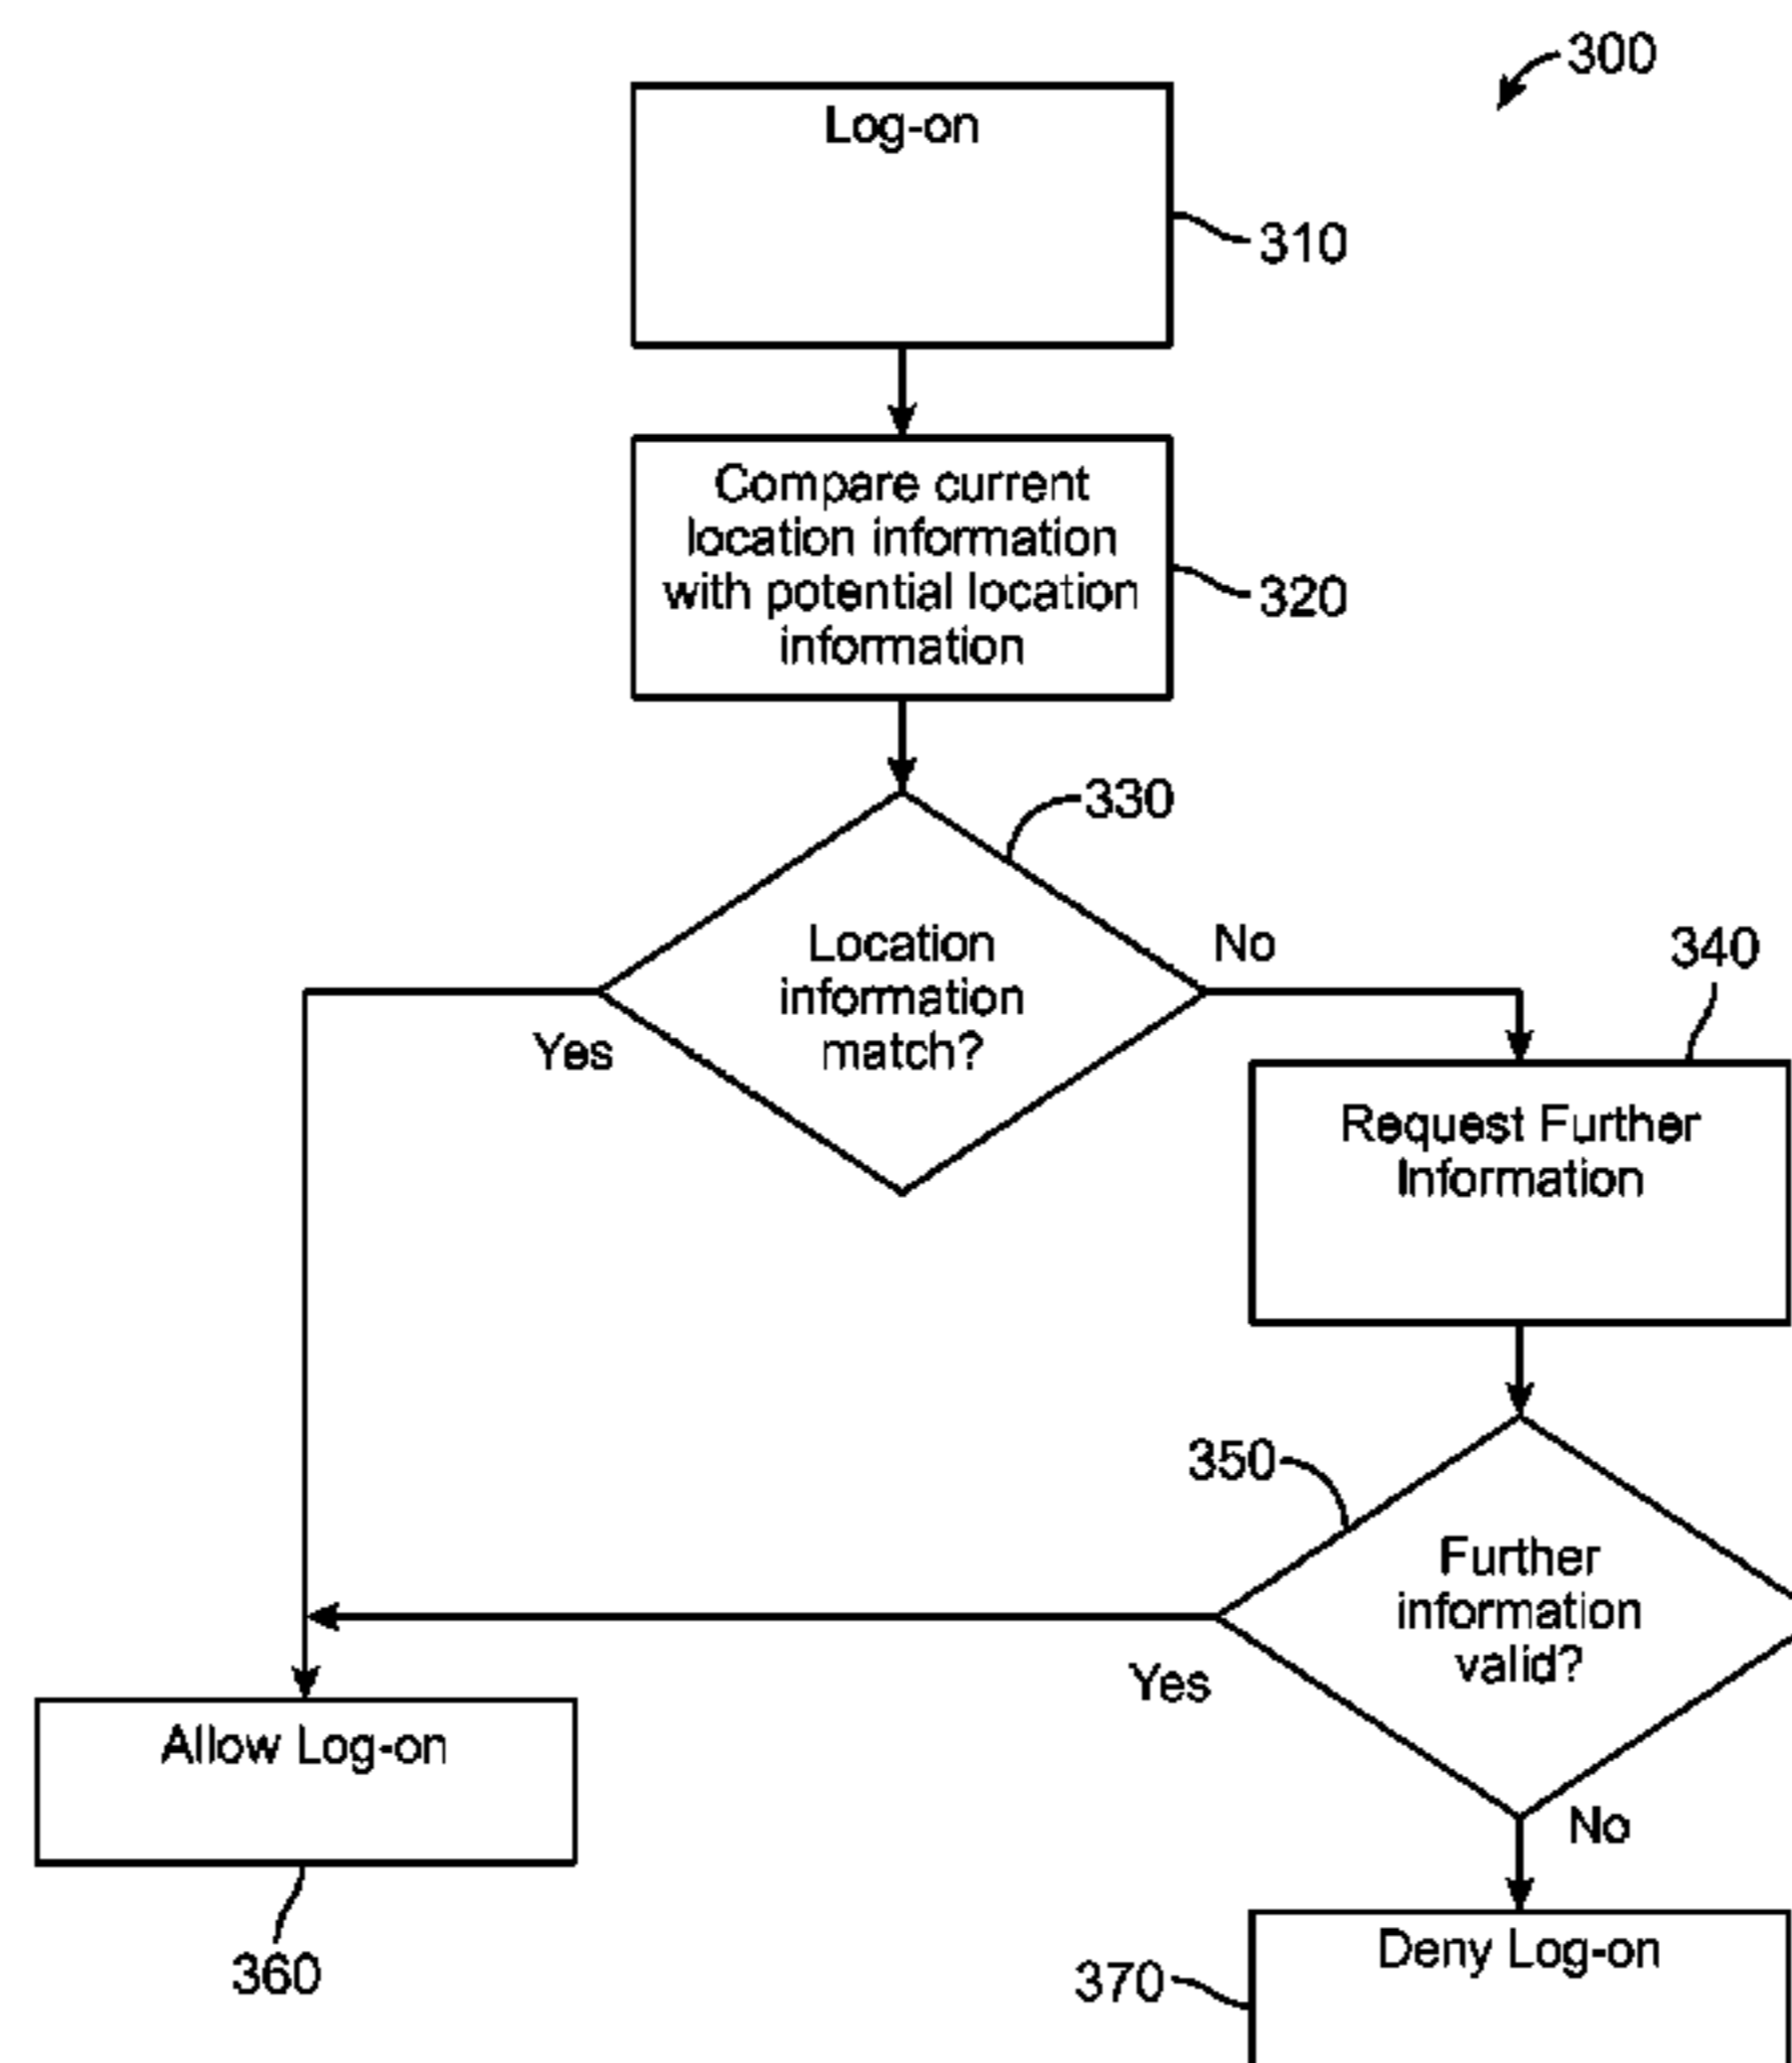 300
Log-on
310
Compare current
location information
with potential location
information
320
330
Location
information
match?
Yes
No
340
Request Further
Information
350
Further
information
valid?
Yes
No
Allow Log-on
360
Deny Log-on
370